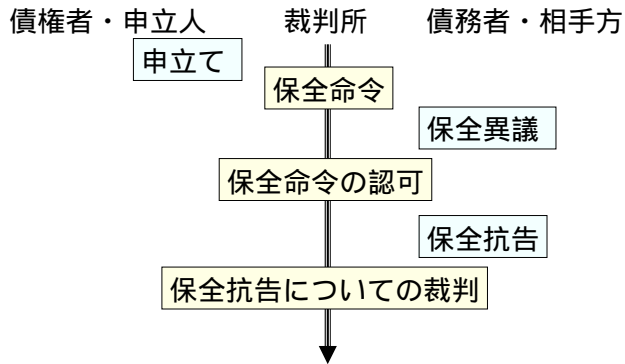 債権者・申立人　　裁判所　　債務者・相手方
申立て
保全命令
保全異議
保全命令の認可
保全抗告
保全抗告についての裁判